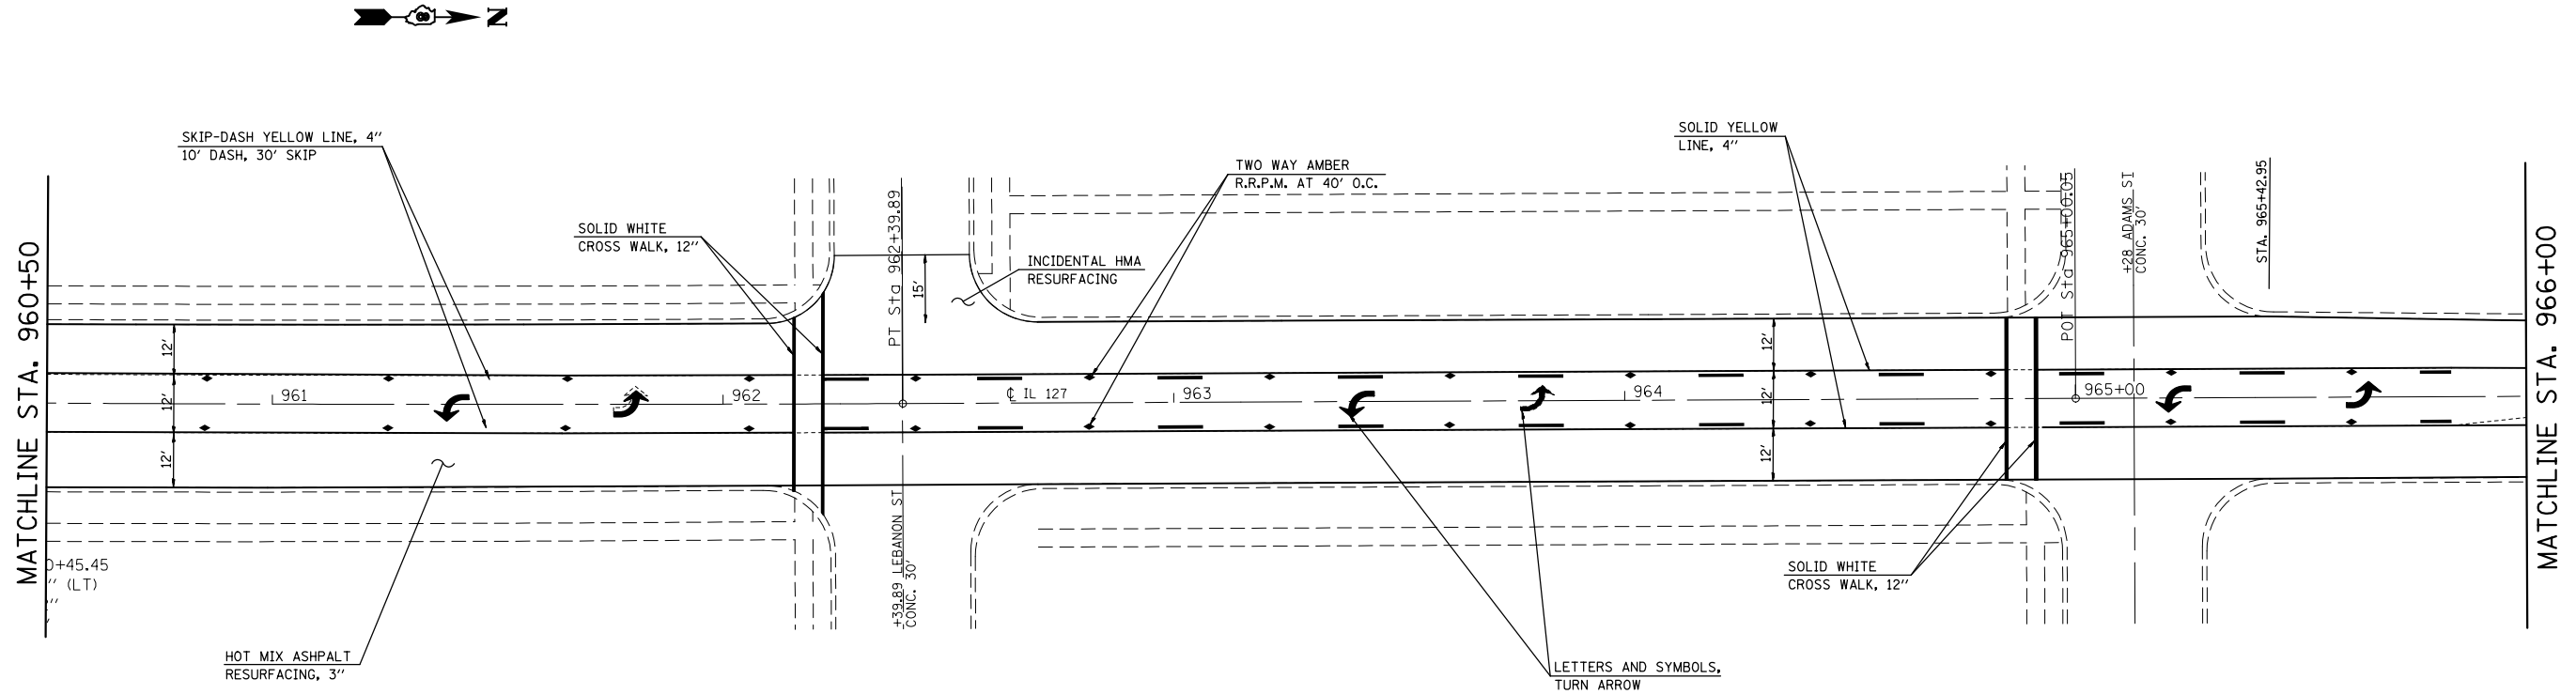 N
SKIP-DASH YELLOW LINE, 4"
10' DASH, 30' SKIP
SOLID WHITE
CROSS WALK, 12"
TWO WAY AMBER
R.R.P.M. AT 40' O.C.
SOLID YELLOW
LINE, 4"
INCIDENTAL HMA
RESURFACING
15'
PT Sta 962+39.89
POT Sta 965+00.05
+28 ADAMS ST
CONC. 30'
STA. 965+42.95
MATCHLINE STA. 960+50
MATCHLINE STA. 966+00
12'
12'
12'
12'
12'
12'
961
962
℄ IL 127
963
964
965+00
0+45.45
" (LT)
"
+39.89 LEBANON ST
CONC. 30'
SOLID WHITE
CROSS WALK, 12"
HOT MIX ASHPALT
RESURFACING, 3"
LETTERS AND SYMBOLS,
TURN ARROW